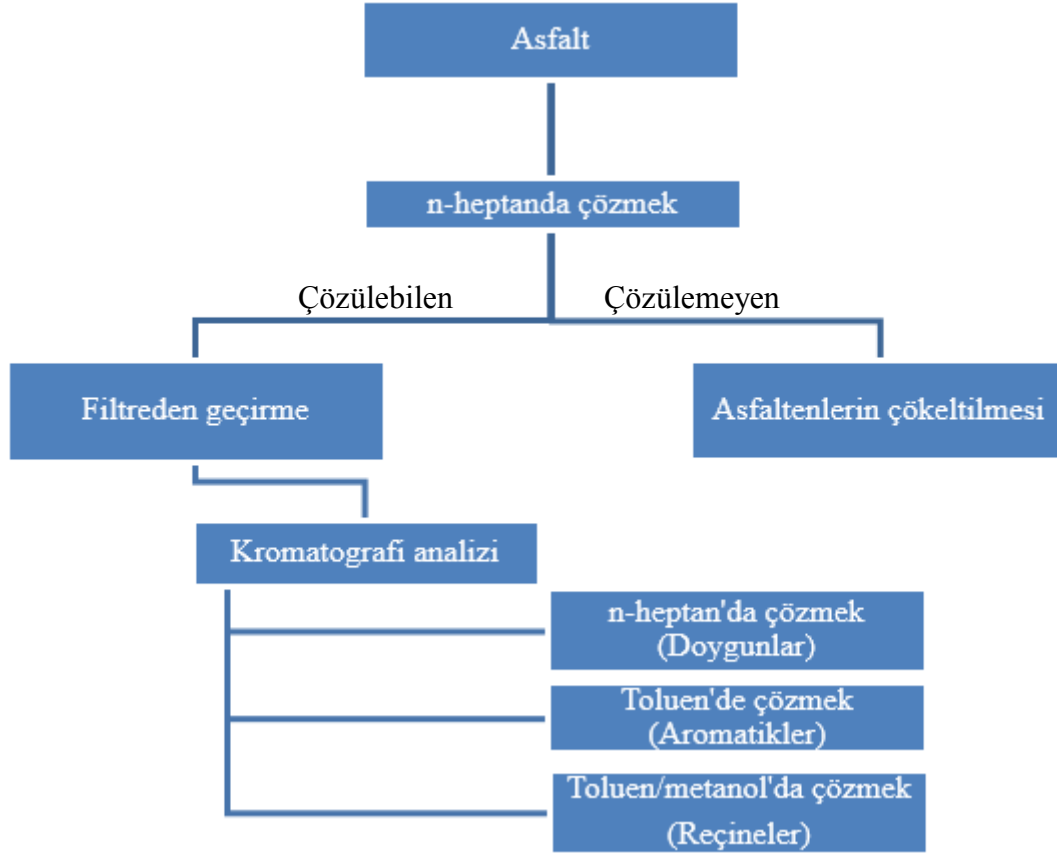 Asfalt
n-heptanda çözmek
Çözülebilen
Çözülemeyen
Filtreden geçirme
Asfaltenlerin çökeltilmesi
Kromatografi analizi
n-heptan'da çözmek
(Doygunlar)
Toluen'de çözmek
(Aromatikler)
Toluen/metanol'da çözmek
(Reçineler)